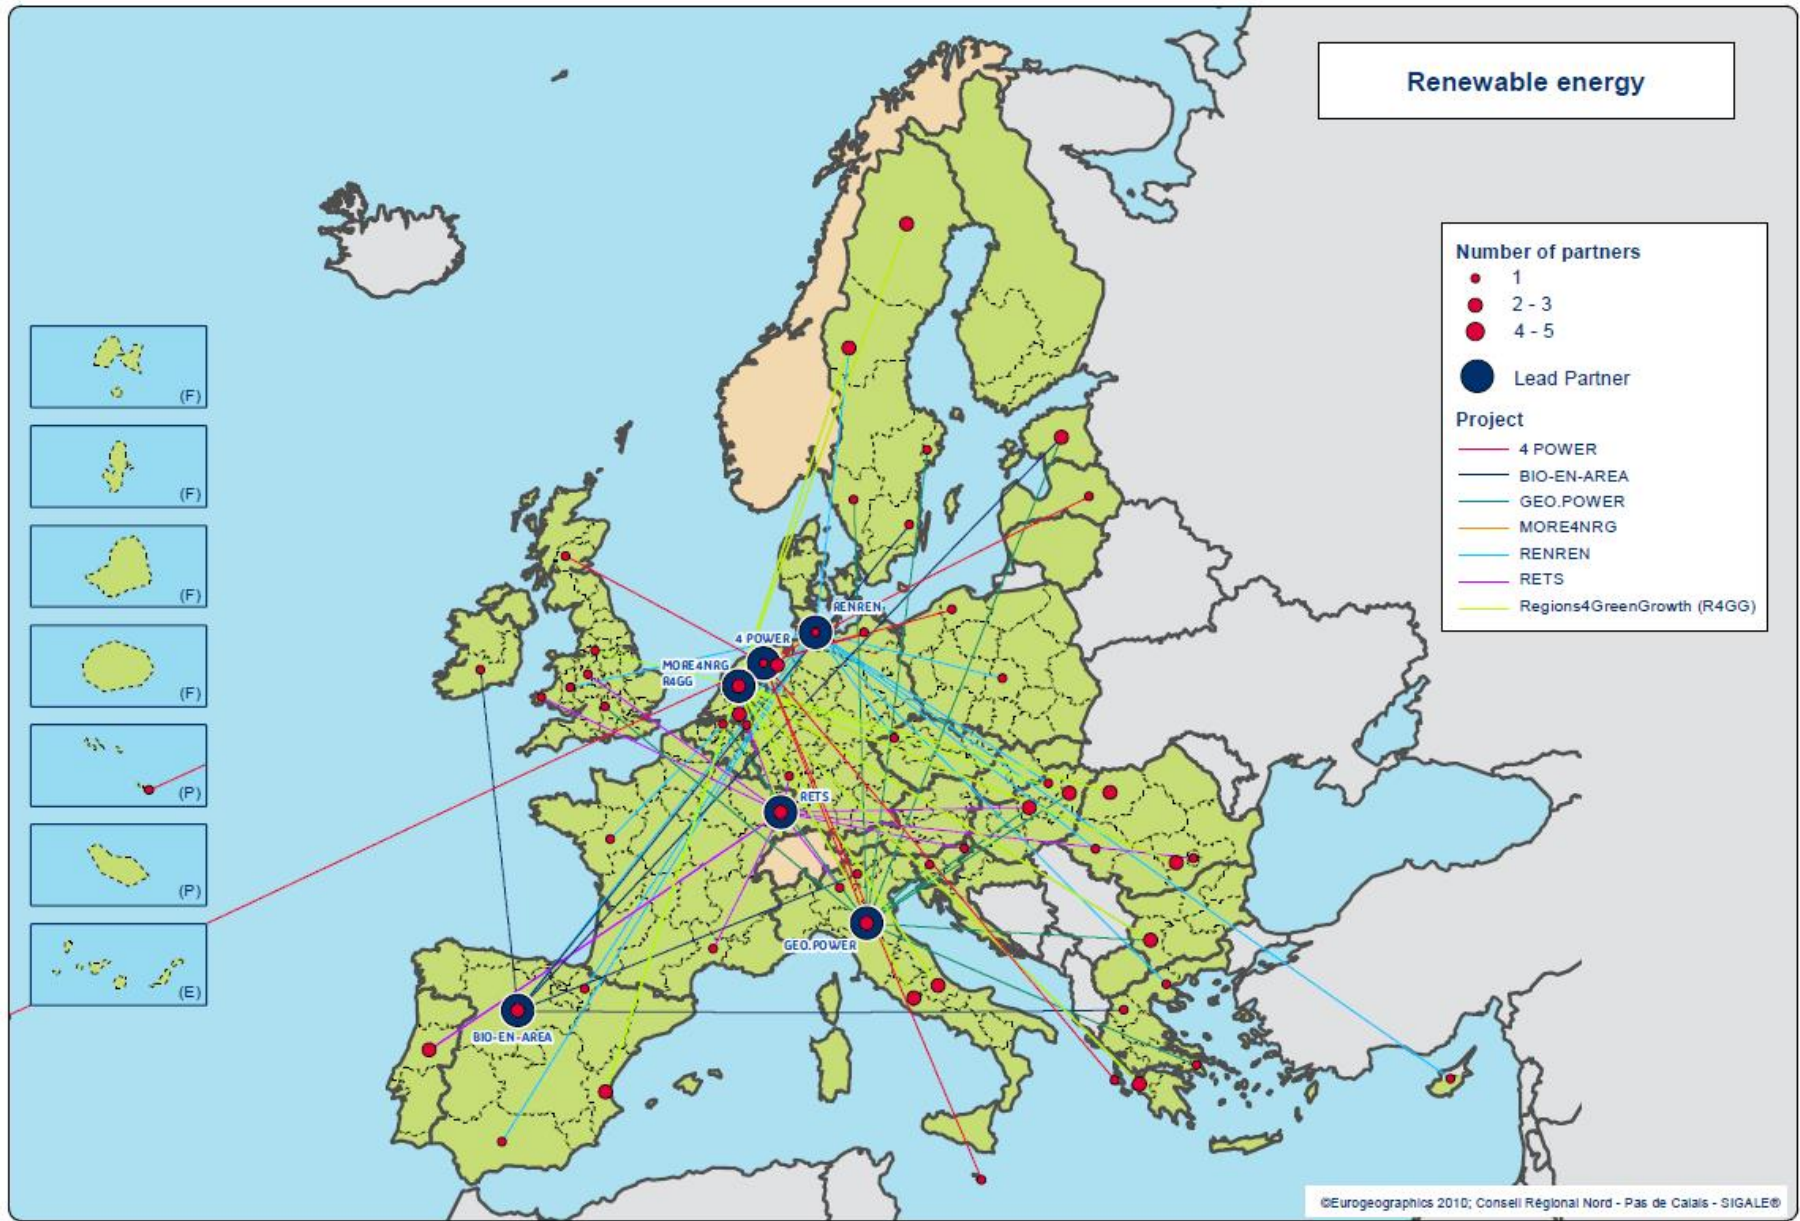 Renewable energy
Number of partners
1
2 - 3
4 - 5
Lead Partner
Project
4 POWER
BIO-EN-AREA
GEO.POWER
MORE4NRG
RENREN
RETS
Regions4GreenGrowth (R4GG)
(F)
(F)
(F)
(F)
(P)
(P)
(E)
RENREN
4 POWER
MORE4NRG
R4GG
RETS
GEO.POWER
BIO-EN-AREA
©Eurogeographics 2010; Conseil Régional Nord - Pas de Calais - SIGALE®